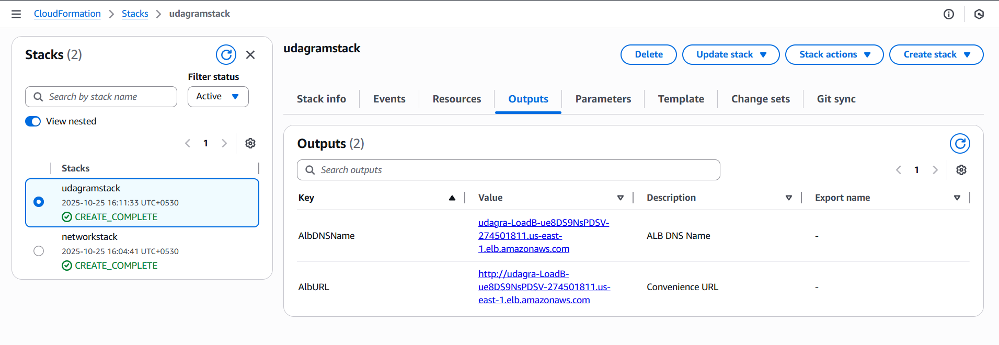 CloudFormation > Stacks > udagramstack
Stacks (2)
Filter status
Search by stack name
Active
View nested
1
Stacks
udagramstack
2025-10-25 16:11:33 UTC+0530
CREATE_COMPLETE
networkstack
2025-10-25 16:04:41 UTC+0530
CREATE_COMPLETE
udagramstack
Delete
Update stack
Stack actions
Create stack
Stack info
Events
Resources
Outputs
Parameters
Template
Change sets
Git sync
Outputs (2)
Search outputs
1
Key
Value
Description
Export name
AlbDNSName
udagra-LoadB-ue8DS9NsPDSV-
274501811.us-east-
1.elb.amazonaws.com
ALB DNS Name
-
AlbURL
http://udagra-LoadB-
ue8DS9NsPDSV-274501811.us-
east-1.elb.amazonaws.com
Convenience URL
-